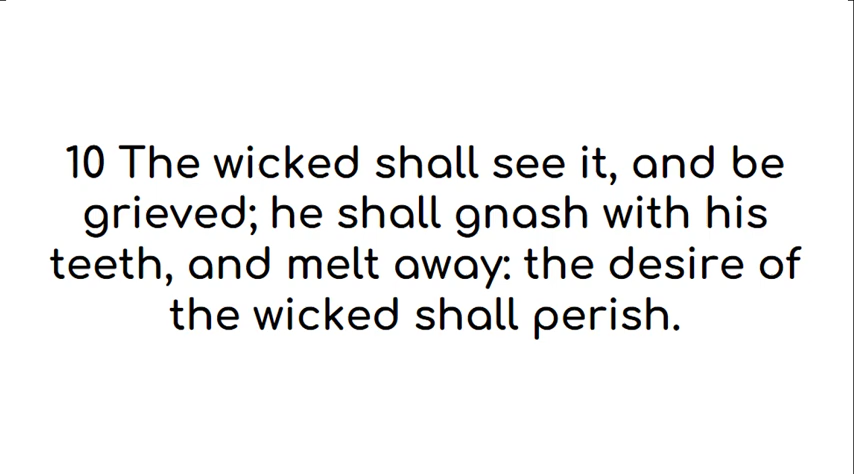 10 The wicked shall see it, and be
grieved; he shall gnash with his
teeth, and melt away: the desire of
the wicked shall perish.